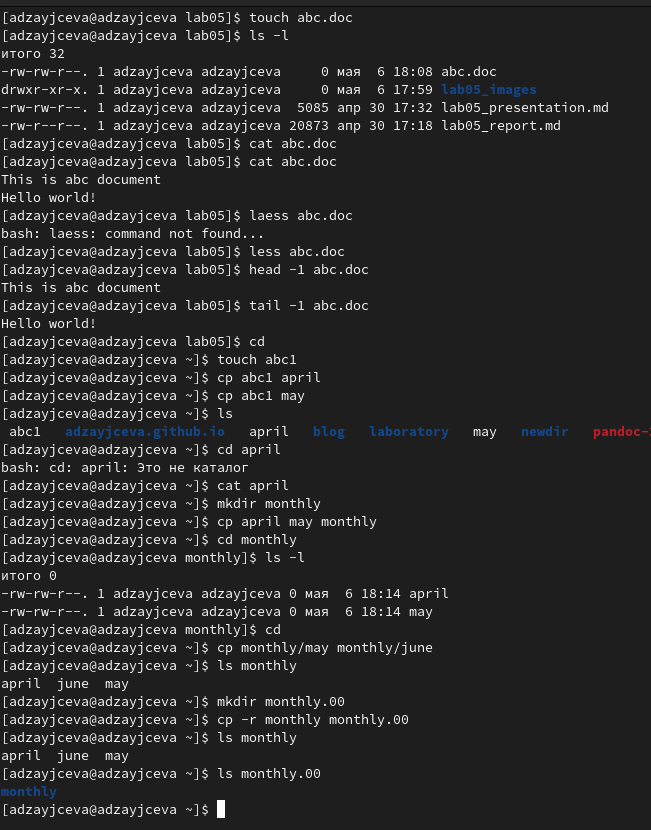 [adzayjceva@adzayjceva lab05]$ touch abc.doc
[adzayjceva@adzayjceva lab05]$ ls -l
итого 32
-rw-rw-r--. 1 adzayjceva adzayjceva     0 мая  6 18:08 abc.doc
drwxr-xr-x. 1 adzayjceva adzayjceva     0 мая  6 17:59 lab05_images
-rw-rw-r--. 1 adzayjceva adzayjceva  5085 апр 30 17:32 lab05_presentation.md
-rw-r--r--. 1 adzayjceva adzayjceva 20873 апр 30 17:18 lab05_report.md
[adzayjceva@adzayjceva lab05]$ cat abc.doc
[adzayjceva@adzayjceva lab05]$ cat abc.doc
This is abc document
Hello world!
[adzayjceva@adzayjceva lab05]$ laess abc.doc
bash: laess: command not found...
[adzayjceva@adzayjceva lab05]$ less abc.doc
[adzayjceva@adzayjceva lab05]$ head -1 abc.doc
This is abc document
[adzayjceva@adzayjceva lab05]$ tail -1 abc.doc
Hello world!
[adzayjceva@adzayjceva lab05]$ cd
[adzayjceva@adzayjceva ~]$ touch abc1
[adzayjceva@adzayjceva ~]$ cp abc1 april
[adzayjceva@adzayjceva ~]$ cp abc1 may
[adzayjceva@adzayjceva ~]$ ls
 abc1   adzayjceva.github.io   april   blog   laboratory   may   newdir   pandoc-
[adzayjceva@adzayjceva ~]$ cd april
bash: cd: april: Это не каталог
[adzayjceva@adzayjceva ~]$ cat april
[adzayjceva@adzayjceva ~]$ mkdir monthly
[adzayjceva@adzayjceva ~]$ cp april may monthly
[adzayjceva@adzayjceva ~]$ cd monthly
[adzayjceva@adzayjceva monthly]$ ls -l
итого 0
-rw-rw-r--. 1 adzayjceva adzayjceva 0 мая  6 18:14 april
-rw-rw-r--. 1 adzayjceva adzayjceva 0 мая  6 18:14 may
[adzayjceva@adzayjceva monthly]$ cd
[adzayjceva@adzayjceva ~]$ cp monthly/may monthly/june
[adzayjceva@adzayjceva ~]$ ls monthly
april  june  may
[adzayjceva@adzayjceva ~]$ mkdir monthly.00
[adzayjceva@adzayjceva ~]$ cp -r monthly monthly.00
[adzayjceva@adzayjceva ~]$ ls monthly
april  june  may
[adzayjceva@adzayjceva ~]$ ls monthly.00
monthly
[adzayjceva@adzayjceva ~]$